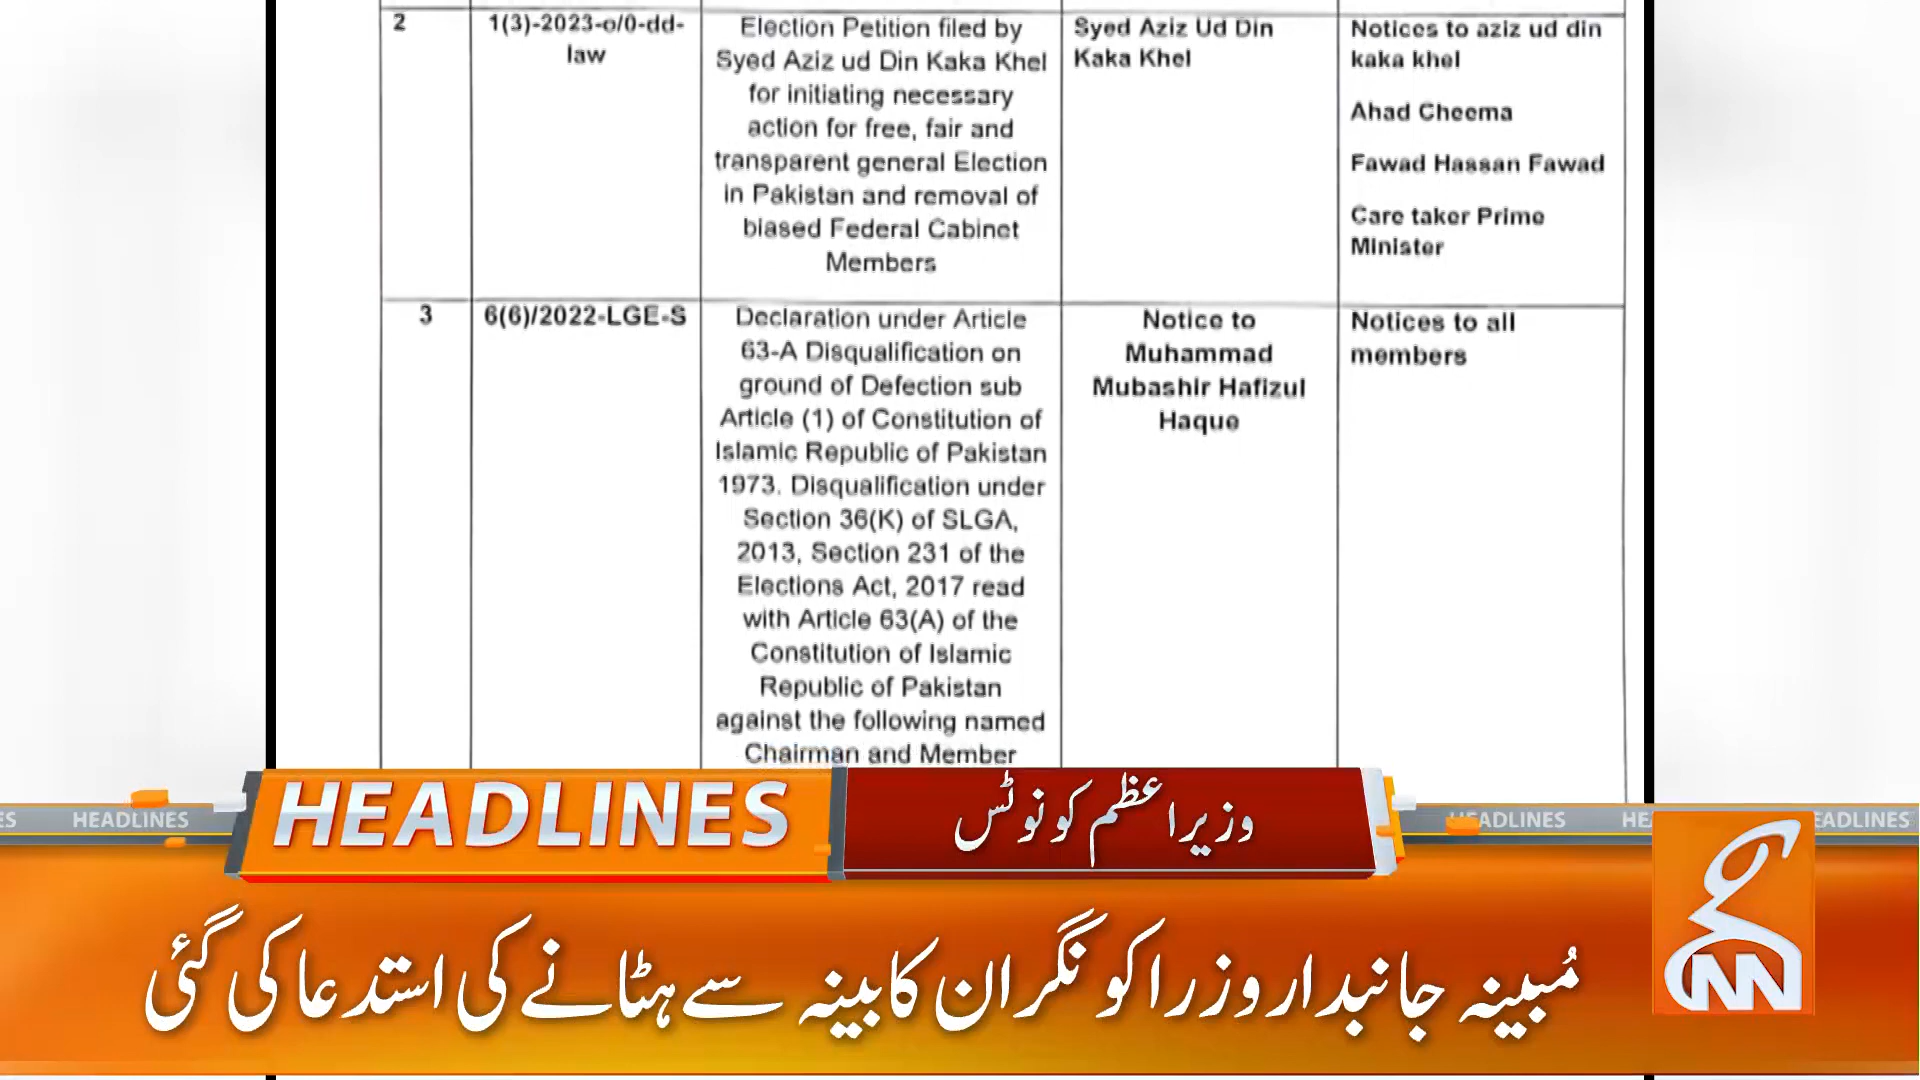 2
1(3)-2023-o/0-dd-
law
Election Petition filed by
Syed Aziz ud Din Kaka Khel
for initiating necessary
action for free, fair and
transparent general Election
in Pakistan and removal of
biased Federal Cabinet
Members
Syed Aziz Ud Din
Kaka Khel
Notices to aziz ud din
kaka khel
Ahad Cheema
Fawad Hassan Fawad
Care taker Prime
Minister
3
6(6)/2022-LGE-S
Declaration under Article
63-A Disqualification on
ground of Defection sub
Article (1) of Constitution of
Islamic Republic of Pakistan
1973. Disqualification under
Section 36(K) of SLGA,
2013, Section 231 of the
Elections Act, 2017 read
with Article 63(A) of the
Constitution of Islamic
Republic of Pakistan
against the following named
Chairman and Member
Notice to
Muhammad
Mubashir Hafizul
Haque
Notices to all
members
ES HEADLINES
HEADLINES
وزیراعظم کو نوٹس
HEADLINES HE
EADLINES
مُبینہ جانبدار وزرا کو نگران کابینہ سے ہٹانے کی استدعا کی گئی
GNN